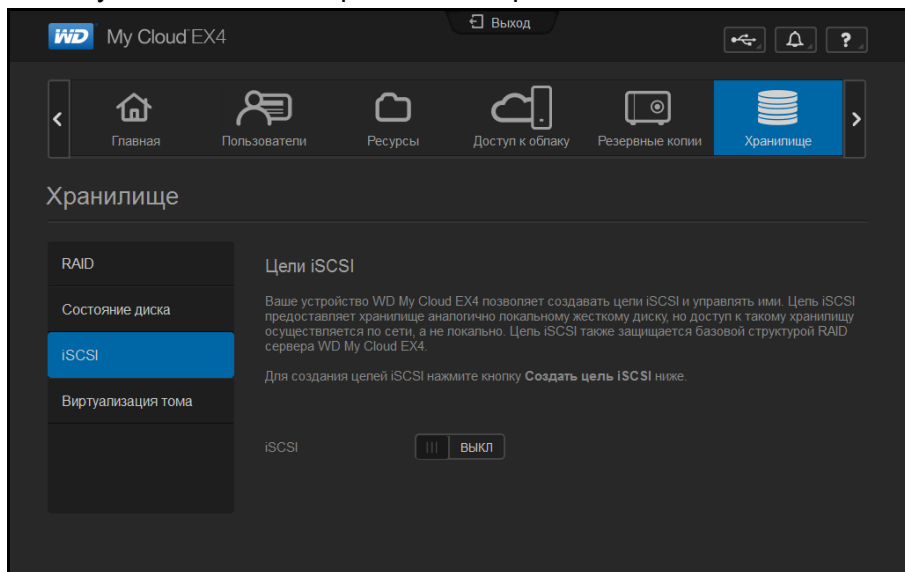 WD My Cloud EX4
Выход
?
Главная
Пользователи
Ресурсы
Доступ к облаку
Резервные копии
Хранилище
Хранилище
RAID
Состояние диска
iSCSI
Виртуализация тома
Цели iSCSI
Ваше устройство WD My Cloud EX4 позволяет создавать цели iSCSI и управлять ими. Цель iSCSI
предоставляет хранилище аналогично локальному жесткому диску, но доступ к такому хранилищу
осуществляется по сети, а не локально. Цель iSCSI также защищается базовой структурой RAID
сервера WD My Cloud EX4.
Для создания целей iSCSI нажмите кнопку Создать цель iSCSI ниже.
iSCSI
ВЫКЛ